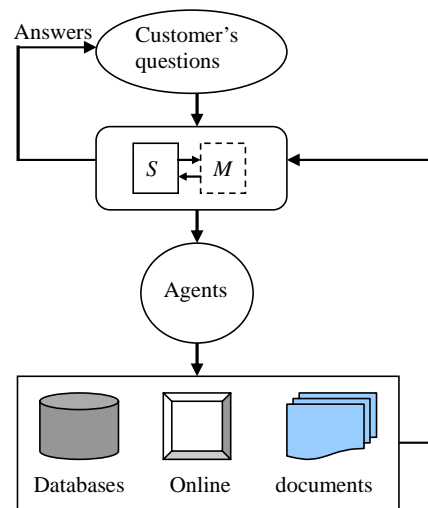 Answers
Customer’s
questions
S M
Agents
Databases Online documents